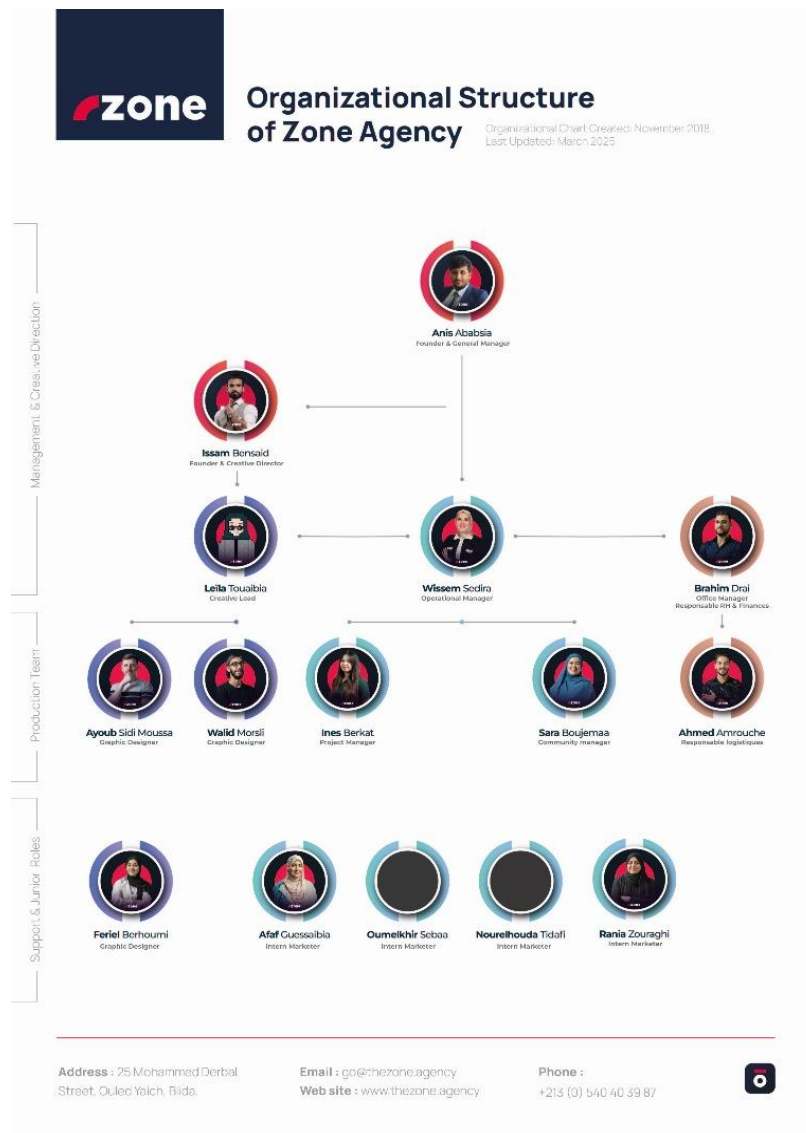 zone
Organizational Structure
of Zone Agency
Organizational Chart Created: November 2018
Last Updated: March 2025
Management & Creative Direction
Anis Ababsia
Founder & General Manager
Issam Bensaid
Founder & Creative Director
Leïla Touaibia
Creative Lead
Wissem Sedira
Operational Manager
Brahim Drai
Office Manager
Responsable RH & Finances
Production Team
Ayoub Sidi Moussa
Graphic Designer
Walid Morsli
Graphic Designer
Ines Berkat
Project Manager
Sara Boujemaa
Community manager
Ahmed Amrouche
Responsable logistiques
Support & Junior Roles
Feriel Berhoumi
Graphic Designer
Afaf Guessaibia
Intern Marketer
Oumelkhir Sebaa
Intern Marketer
Nourelhouda Tidafi
Intern Marketer
Rania Zouraghi
Intern Marketer
Address : 25 Mohammed Derbal
Street, Ouled Yaich, Blida.
Email : go@thezone.agency
Web site : www.thezone.agency
Phone :
+213 (0) 540 40 39 87